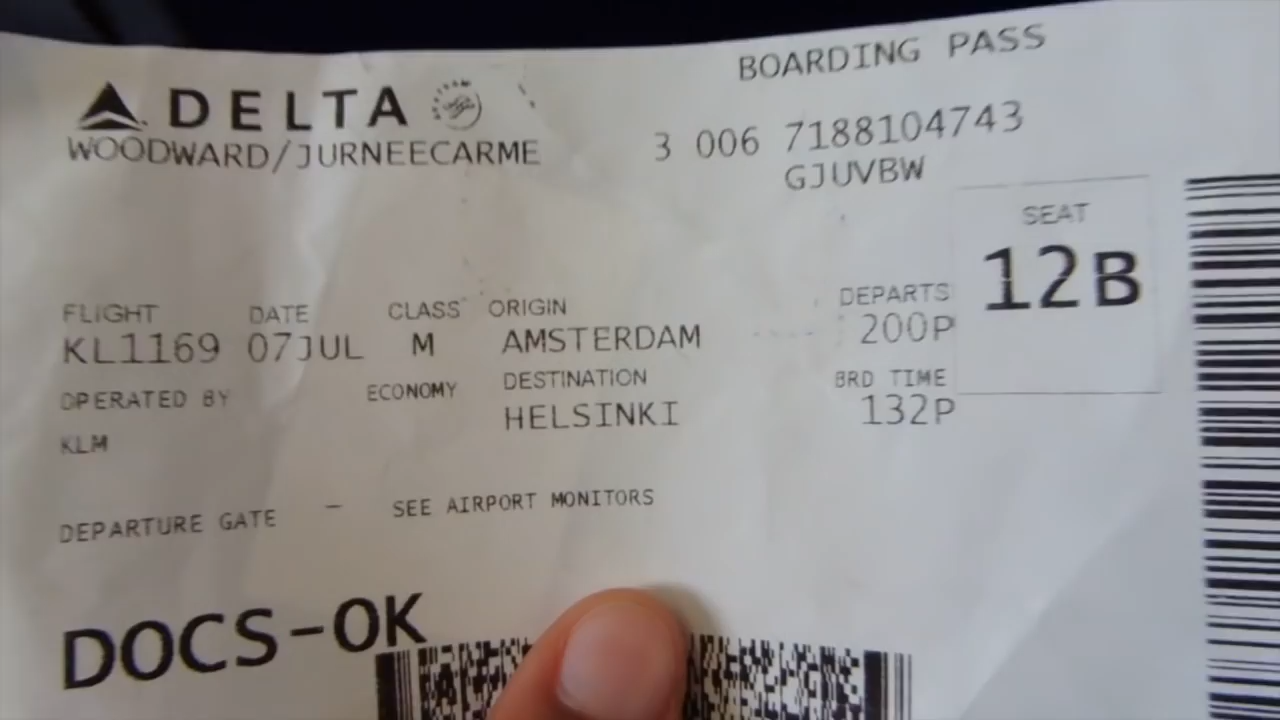 BOARDING PASS
DELTA
WOODWARD/JURNEECARME
3 006 7188104743
GJUVBW
SEAT
12B
FLIGHT DATE CLASS ORIGIN DEPARTS
KL1169 07JUL M AMSTERDAM 200P
OPERATED BY ECONOMY DESTINATION BRD TIME
KLM HELSINKI 132P
DEPARTURE GATE - SEE AIRPORT MONITORS
DOCS-OK